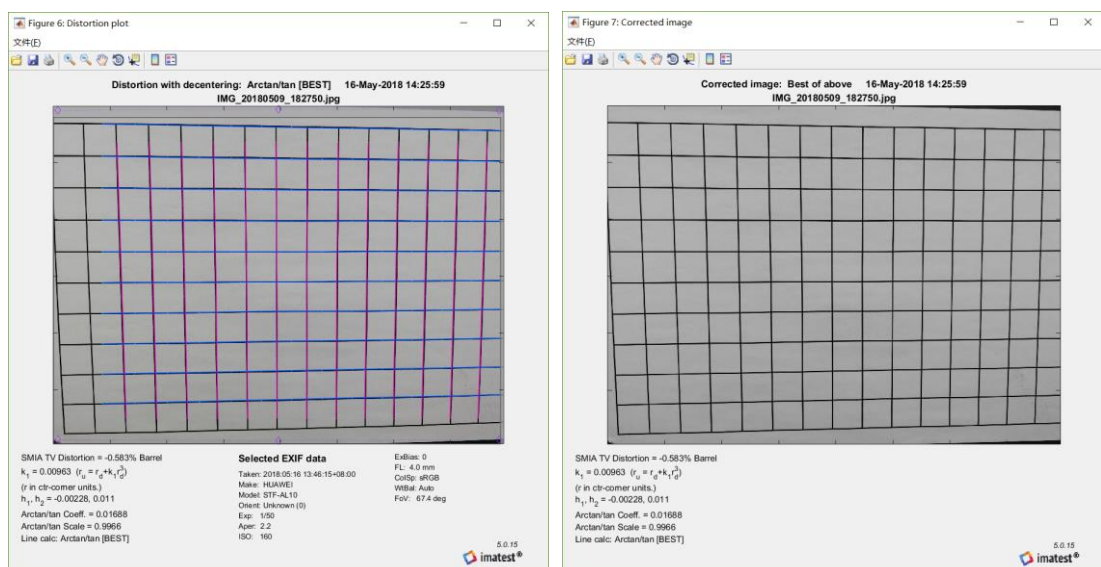 Figure 6: Distortion plot
文件(F)
Distortion with decentering: Arctan/tan [BEST] 16-May-2018 14:25:59
IMG_20180509_182750.jpg
SMIA TV Distortion = -0.583% Barrel
k₁ = 0.00963 (rᵤ = r_d+k₁r_d³)
(r in ctr-corner units.)
h₁, h₂ = -0.00228, 0.011
Arctan/tan Coeff. = 0.01688
Arctan/tan Scale = 0.9966
Line calc: Arctan/tan [BEST]
Selected EXIF data
Taken: 2018:05:16 13:46:15+08:00
Make: HUAWEI
Model: STF-AL10
Orient: Unknown (0)
Exp: 1/50
Aper: 2.2
ISO: 160
ExBias: 0
FL: 4.0 mm
ColSp: sRGB
WtBal: Auto
FoV: 67.4 deg
5.0.15
imatest®
Figure 7: Corrected image
文件(F)
Corrected image: Best of above 16-May-2018 14:25:59
IMG_20180509_182750.jpg
SMIA TV Distortion = -0.583% Barrel
k₁ = 0.00963 (rᵤ = r_d+k₁r_d³)
(r in ctr-corner units.)
h₁, h₂ = -0.00228, 0.011
Arctan/tan Coeff. = 0.01688
Arctan/tan Scale = 0.9966
Line calc: Arctan/tan [BEST]
5.0.15
imatest®